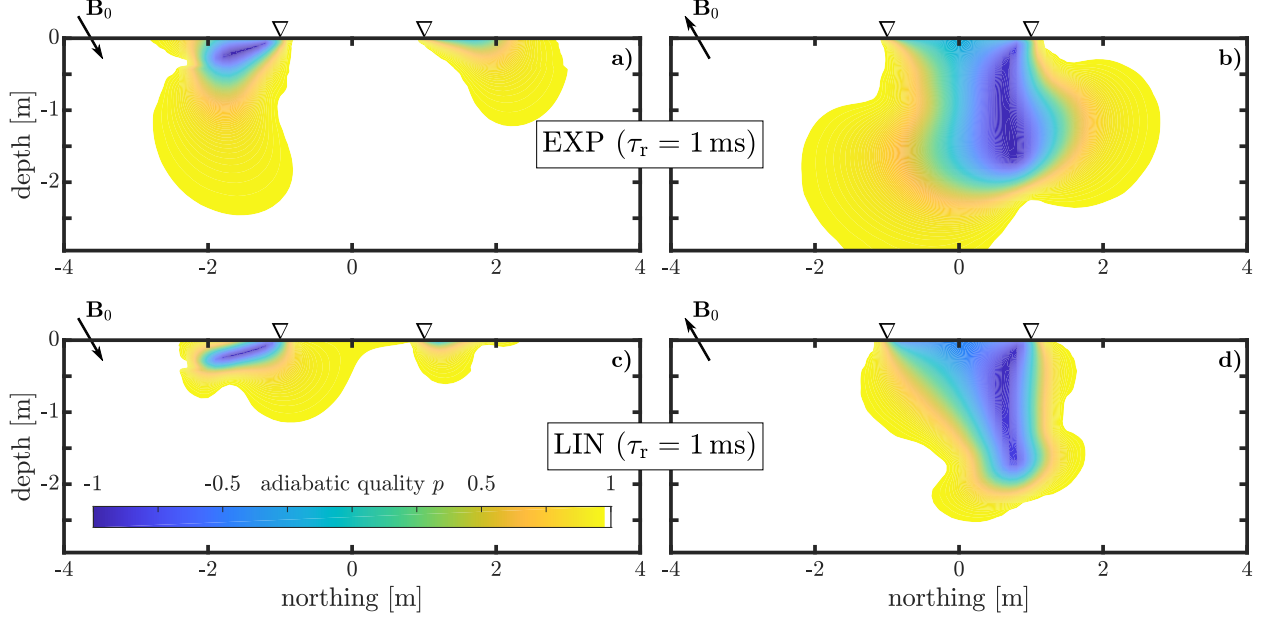 B₀ B₀
0 a) b)
-1
EXP (τᵣ = 1 ms)
depth [m]
-2
-4 -2 0 2 4 -4 -2 0 2 4
B₀ B₀
0 c) d)
-1
LIN (τᵣ = 1 ms)
depth [m]
-1 -0.5 adiabatic quality p 0.5 1
-2
-4 -2 0 2 4 -4 -2 0 2 4
northing [m] northing [m]